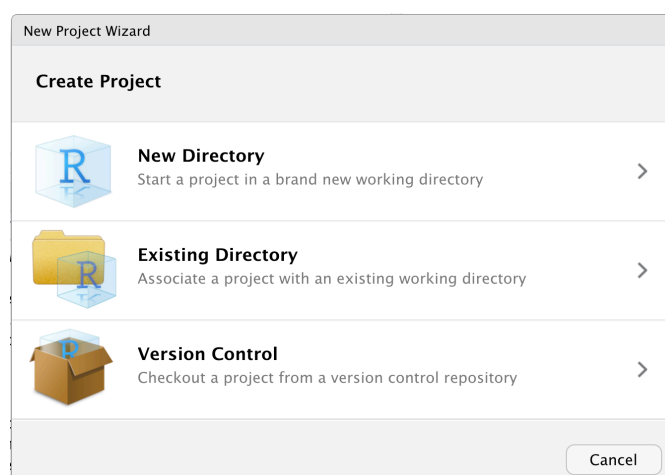 New Project Wizard
Create Project
New Directory
Start a project in a brand new working directory
Existing Directory
Associate a project with an existing working directory
Version Control
Checkout a project from a version control repository
Cancel